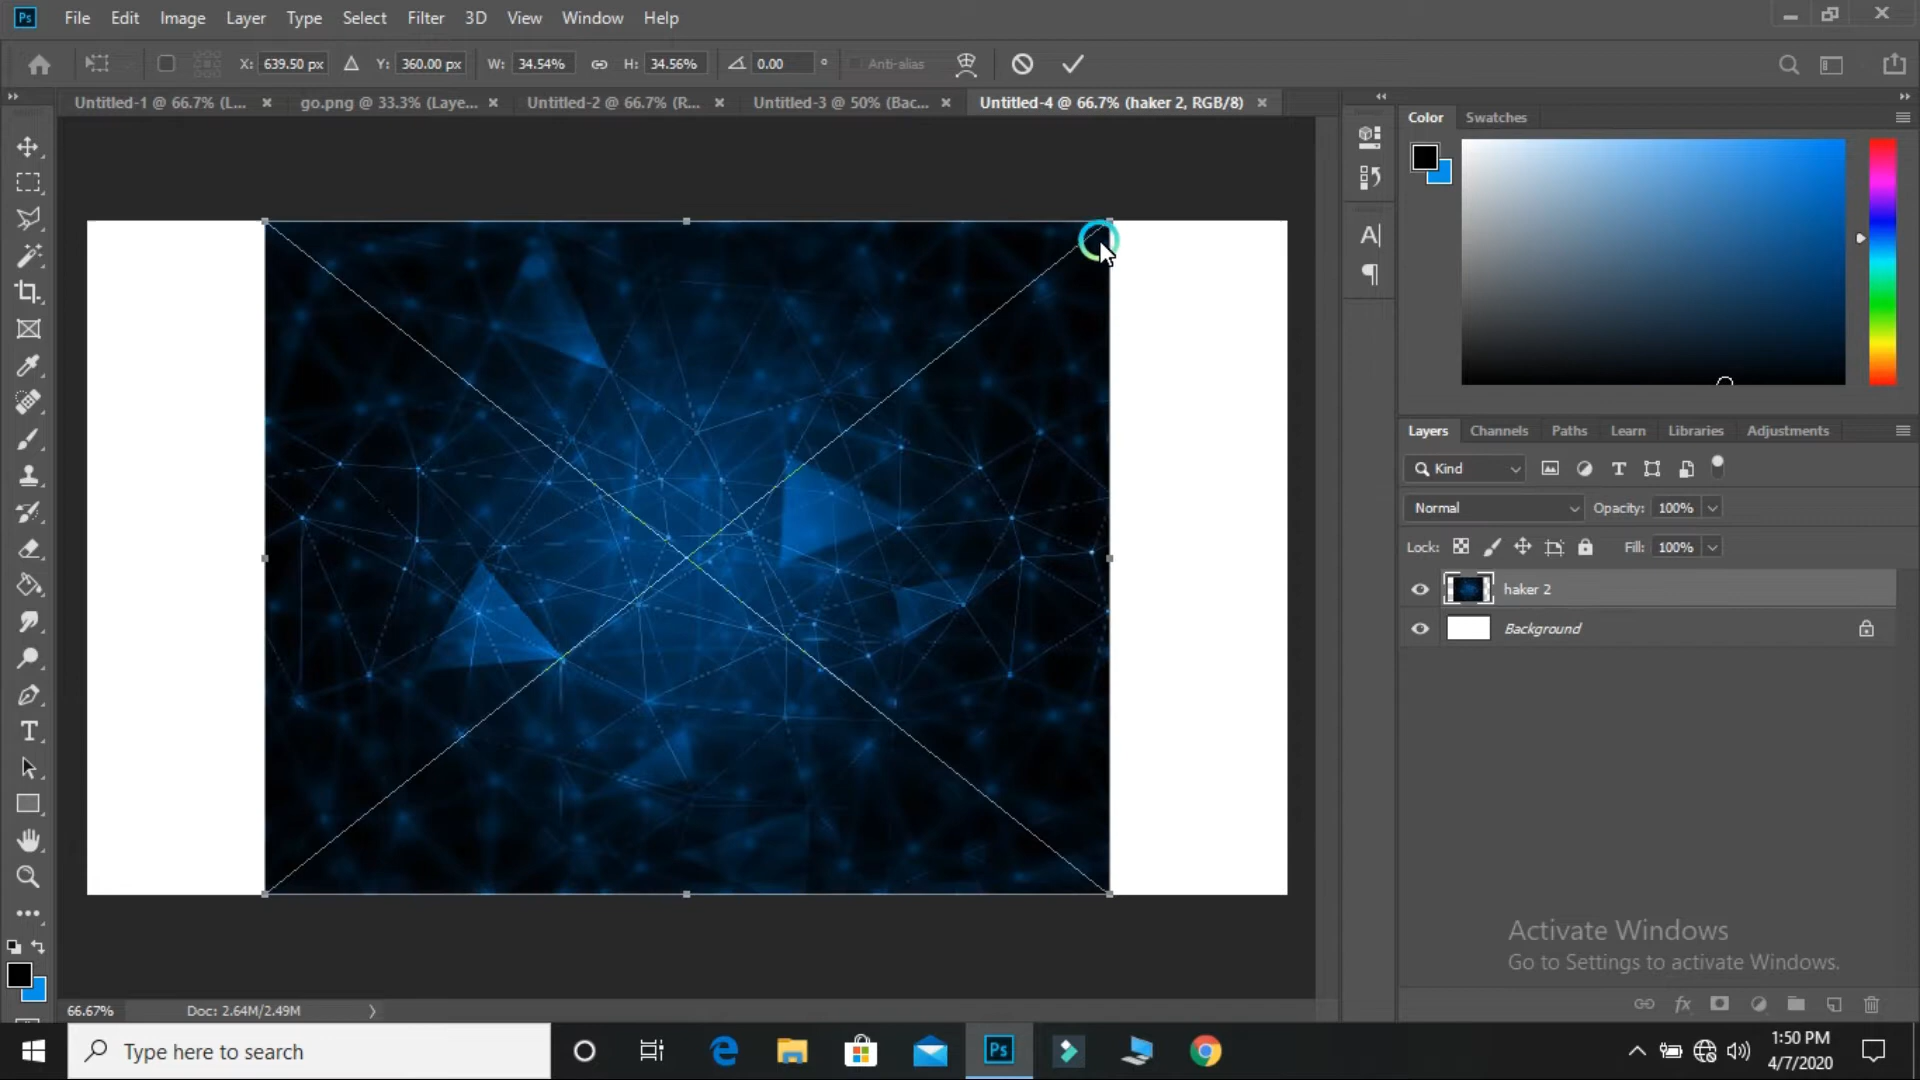 Ps File Edit Image Layer Type Select Filter 3D View Window Help
X: 639.50 px Y: 360.00 px W: 34.54% H: 34.56% 0.00 ° Anti-alias
Untitled-1 @ 66.7% (L... × go.png @ 33.3% (Laye... × Untitled-2 @ 66.7% (R... × Untitled-3 @ 50% (Bac... × Untitled-4 @ 66.7% (haker 2, RGB/8) ×
Color Swatches
Layers Channels Paths Learn Libraries Adjustments
Kind
Normal Opacity: 100%
Lock: Fill: 100%
haker 2
Background
Activate Windows
Go to Settings to activate Windows.
66.67% Doc: 2.64M/2.49M
Type here to search
Ps
1:50 PM
4/7/2020